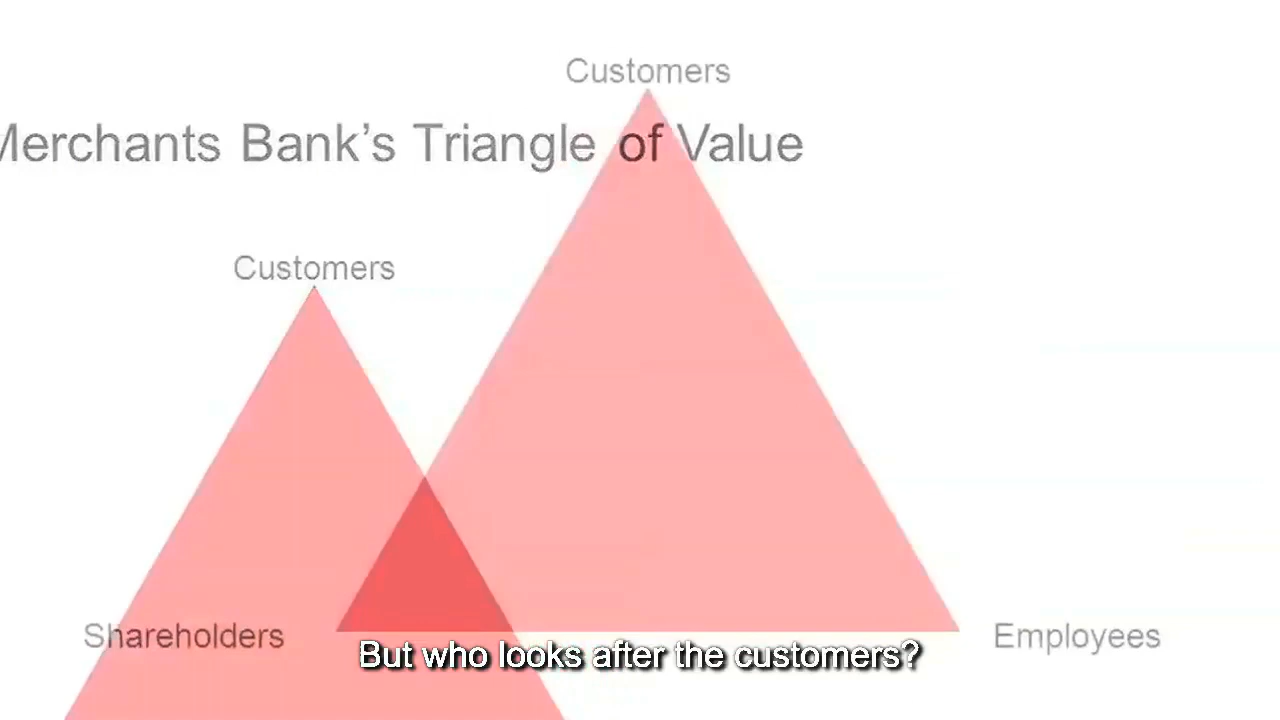 Customers
Merchants Bank’s Triangle of Value
Customers
Shareholders
Employees
But who looks after the customers?